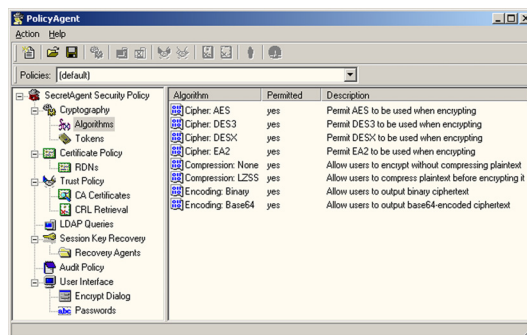 PolicyAgent
Action Help
Policies: (default)
Algorithm Permitted Description
SecretAgent Security Policy
Cryptography
Algorithms
Tokens
Certificate Policy
RDNs
Trust Policy
CA Certificates
CRL Retrieval
LDAP Queries
Session Key Recovery
Recovery Agents
Audit Policy
User Interface
Encrypt Dialog
abc Passwords
Cipher: AES yes Permit AES to be used when encrypting
Cipher: DES3 yes Permit DES3 to be used when encrypting
Cipher: DESX yes Permit DESX to be used when encrypting
Cipher: EA2 yes Permit EA2 to be used when encrypting
Compression: None yes Allow users to encrypt without compressing plaintext
Compression: LZSS yes Allow users to compress plaintext before encrypting it
Encoding: Binary yes Allow users to output binary ciphertext
Encoding: Base64 yes Allow users to output base64-encoded ciphertext